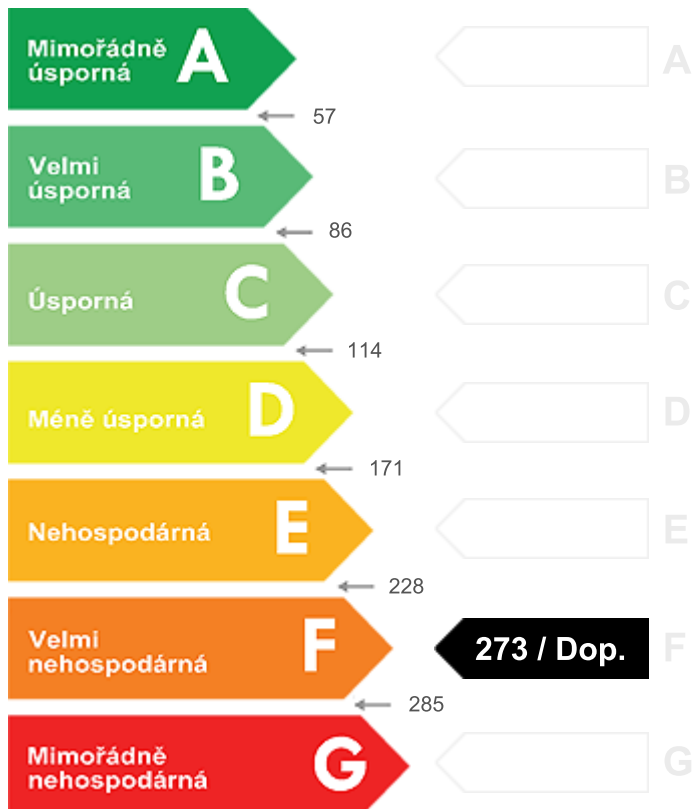 Mimořádně
úsporná
A
A
57
Velmi
úsporná
B
B
86
Úsporná
C
C
114
Méně úsporná
D
D
171
Nehospodárná
E
E
228
Velmi
nehospodárná
F
273 / Dop.
F
285
Mimořádně
nehospodárná
G
G